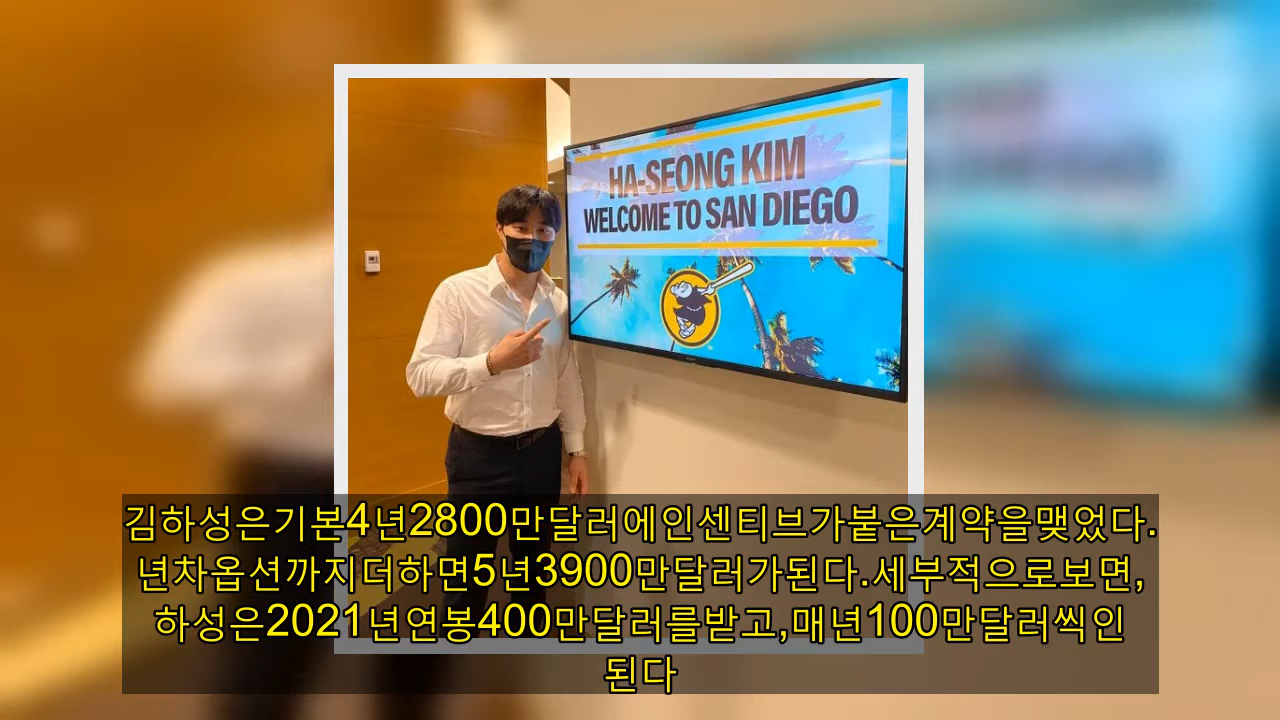 HA-SEONG KIM
WELCOME TO SAN DIEGO
김하성은기본4년2800만달러에인센티브가붙은계약을맺었다.
년차옵션까지더하면5년3900만달러가된다.세부적으로보면,
하성은2021년연봉400만달러를받고,매년100만달러씩인
된다